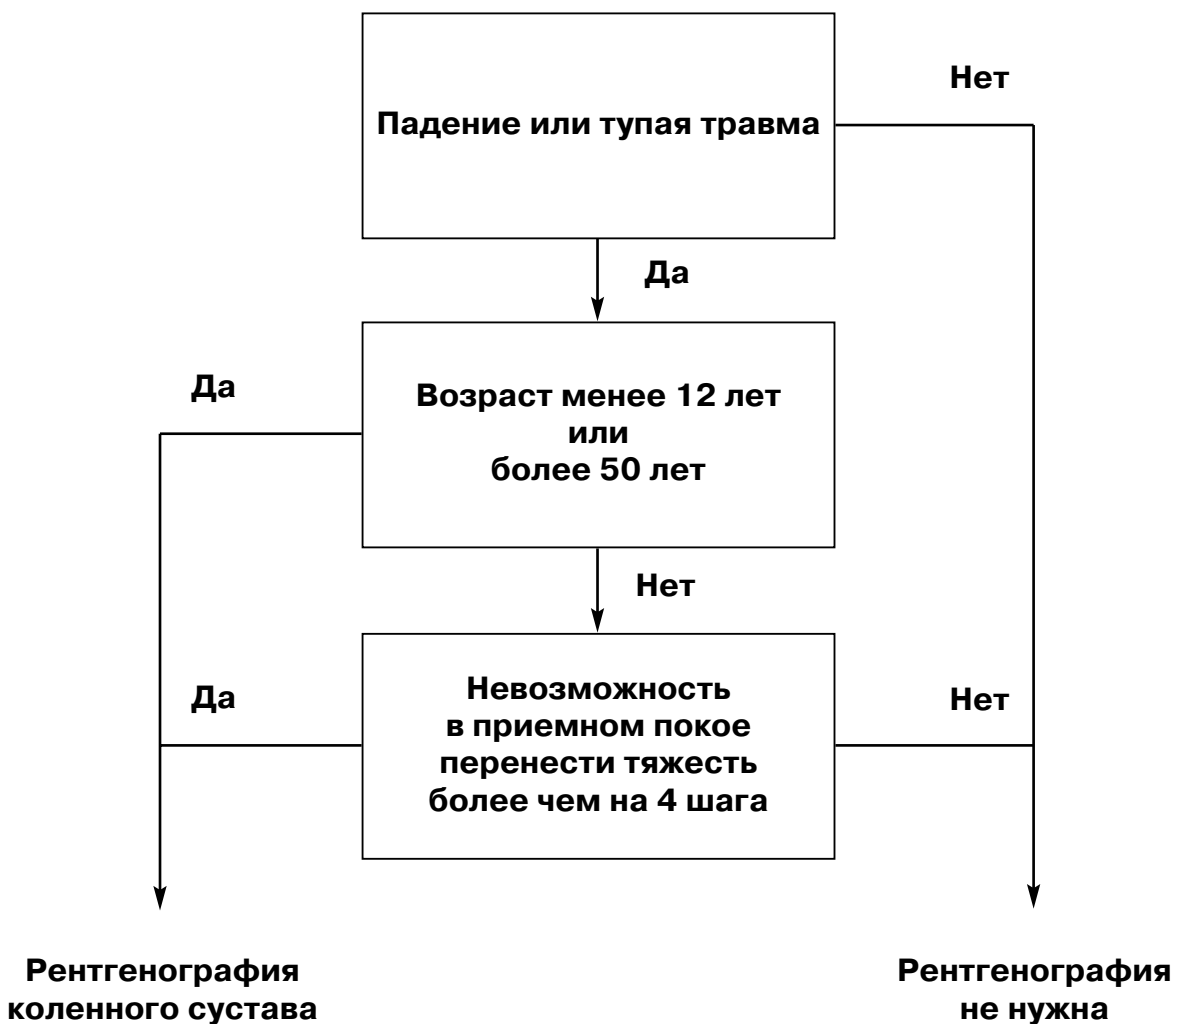 Нет
Падение или тупая травма
Да
Да
Возраст менее 12 лет
или
более 50 лет
Нет
Да
Невозможность
в приемном покое
перенести тяжесть
более чем на 4 шага
Нет
Рентгенография
коленного сустава
Рентгенография
не нужна